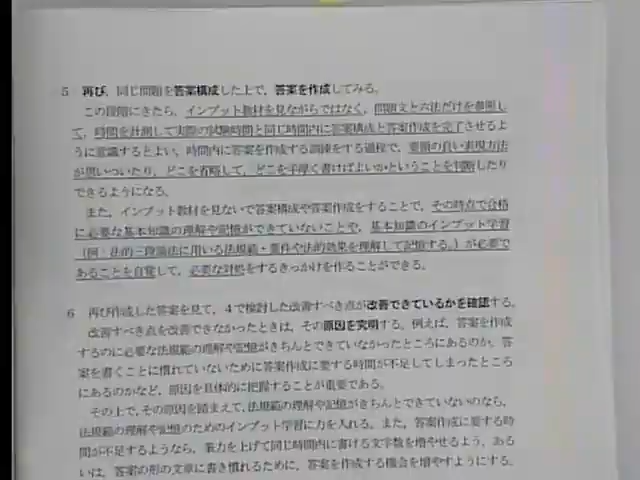 5 再び、同じ問題を答案構成した上で、答案を作成してみる。
この段階にきたら、インプット教材を見ながらではなく、問題文と六法だけを参照し
て、時間を計測して実際の試験時間と同じ時間内に答案構成と答案作成を完了させるよ
うに意識するとよい。時間内に答案を作成する訓練をする過程で、要領の良い表現方法
が思いついたり、どこを省略して、どこを手厚く書けばよいかということを判断したり
できるようになる。
また、インプット教材を見ないで答案構成や答案作成をすることで、その時点で合格
に必要な基本知識の理解や記憶ができていないことや、基本知識のインプット学習
（例：法的三段論法に用いる法規範・要件や法的効果を理解して記憶する。）が必要で
あることを自覚して、必要な対処をするきっかけを作ることができる。
6 再び作成した答案を見て、4で検討した改善すべき点が改善できているかを確認する。
改善すべき点を改善できなかったときは、その原因を究明する。例えば、答案を作成
するのに必要な法規範の理解や記憶がきちんとできていなかったところにあるのか、答
案を書くことに慣れていないために答案作成に要する時間が不足してしまったところ
にあるのかなど、原因を具体的に把握することが重要である。
その上で、その原因を踏まえて、法規範の理解や記憶がきちんとできていないのなら、
法規範の理解や記憶のためのインプット学習に力を入れる。また、答案作成に要する時
間が不足するようなら、筆力を上げて同じ時間内に書ける文字数を増やせるよう、ある
いは、答案の形の文章に書き慣れるために、答案を作成する機会を増やすようにする。